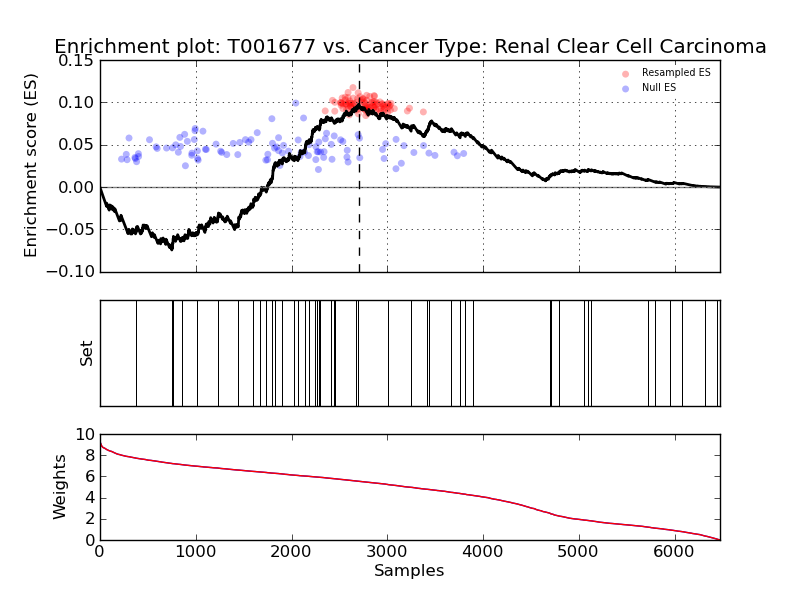 Enrichment plot: T001677 vs. Cancer Type: Renal Clear Cell Carcinoma
0.15
0.10
0.05
0.00
−0.05
−0.10
Enrichment score (ES)
Resampled ES
Null ES
Set
10
8
6
4
2
0
Weights
0 1000 2000 3000 4000 5000 6000
Samples